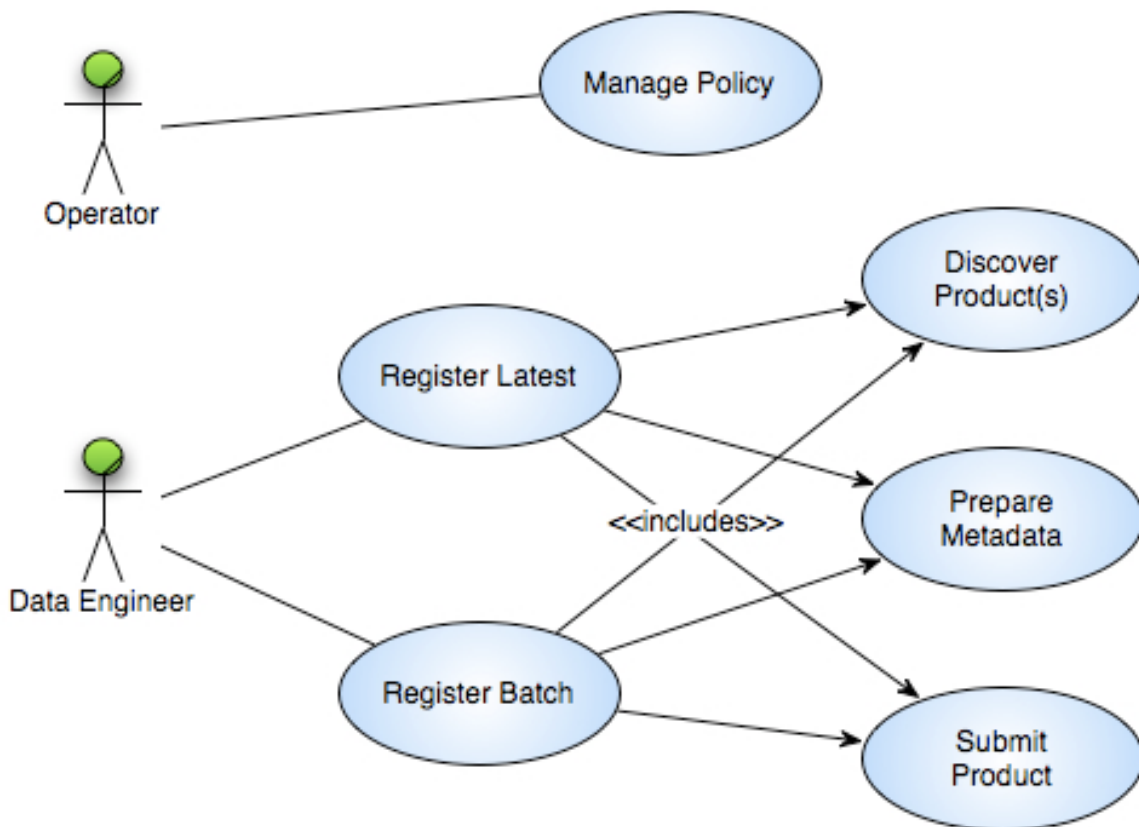 Manage Policy
Operator
Discover
Product(s)
Register Latest
<<includes>>
Prepare
Metadata
Data Engineer
Register Batch
Submit
Product